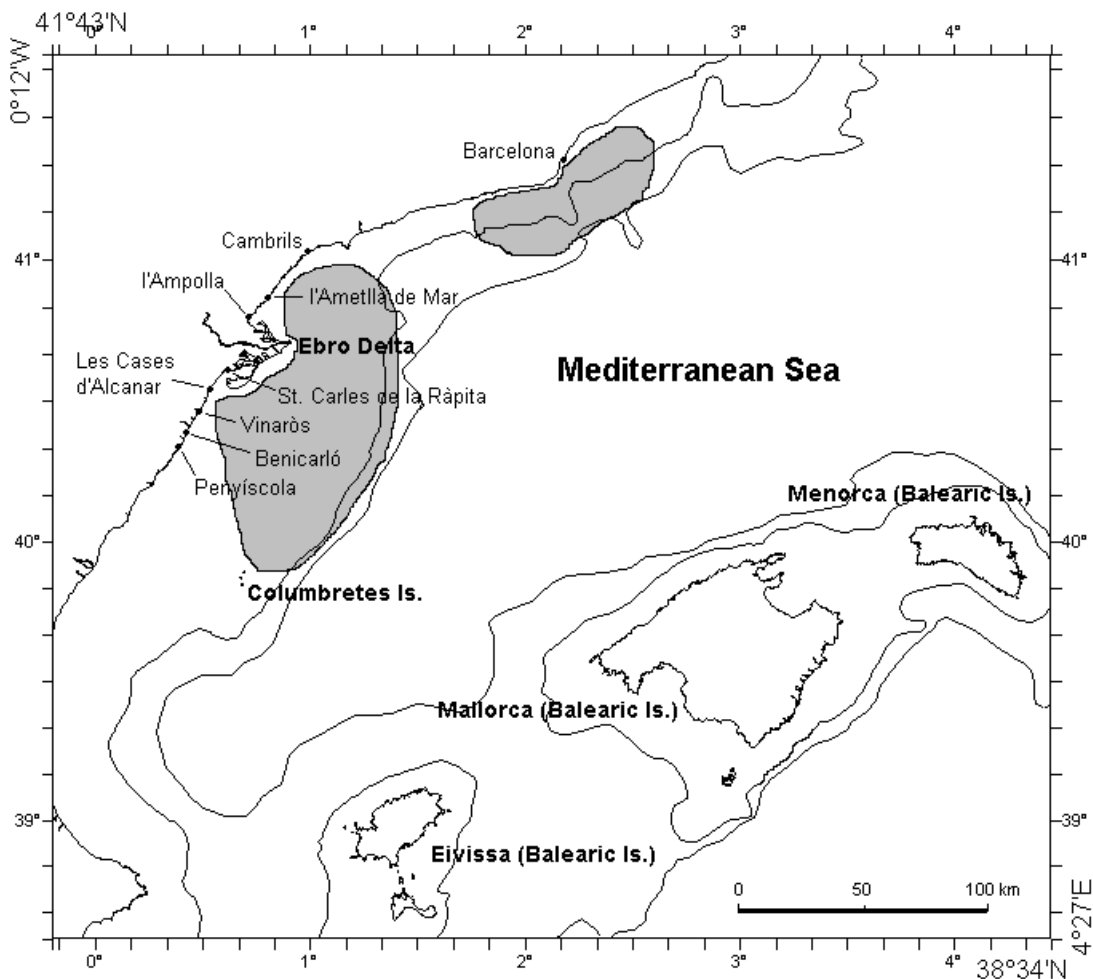 41°43'N
0° 1° 2° 3° 4°
0°12'W
Barcelona
Cambrils
41° 41°
l'Ampolla
l'Ametlla de Mar
Ebro Delta
Les Cases
d'Alcanar
Mediterranean Sea
St. Carles de la Ràpita
Vinaròs
Benicarló
Penyíscola
Menorca (Balearic Is.)
40° 40°
Columbretes Is.
Mallorca (Balearic Is.)
39° 39°
Eivissa (Balearic Is.)
0 50 100 km
4°27'E
0° 1° 2° 3° 4°
38°34'N